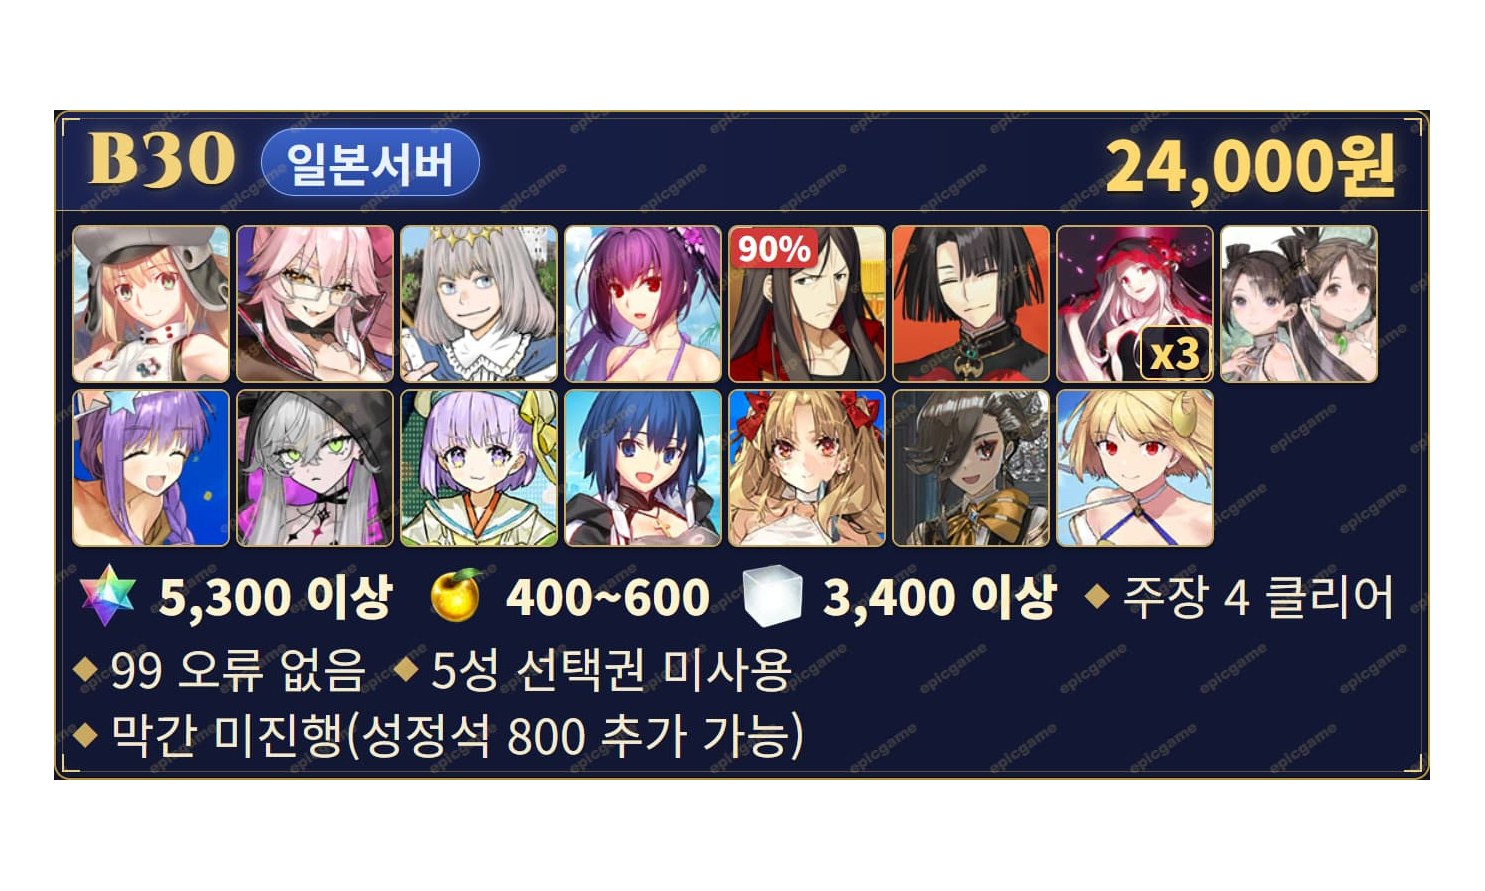 B30 일본서버 24,000원
90%
x3
5,300 이상 400~600 3,400 이상 ◆ 주장 4 클리어
◆ 99 오류 없음 ◆ 5성 선택권 미사용
◆ 막간 미진행(성정석 800 추가 가능)
epicgame